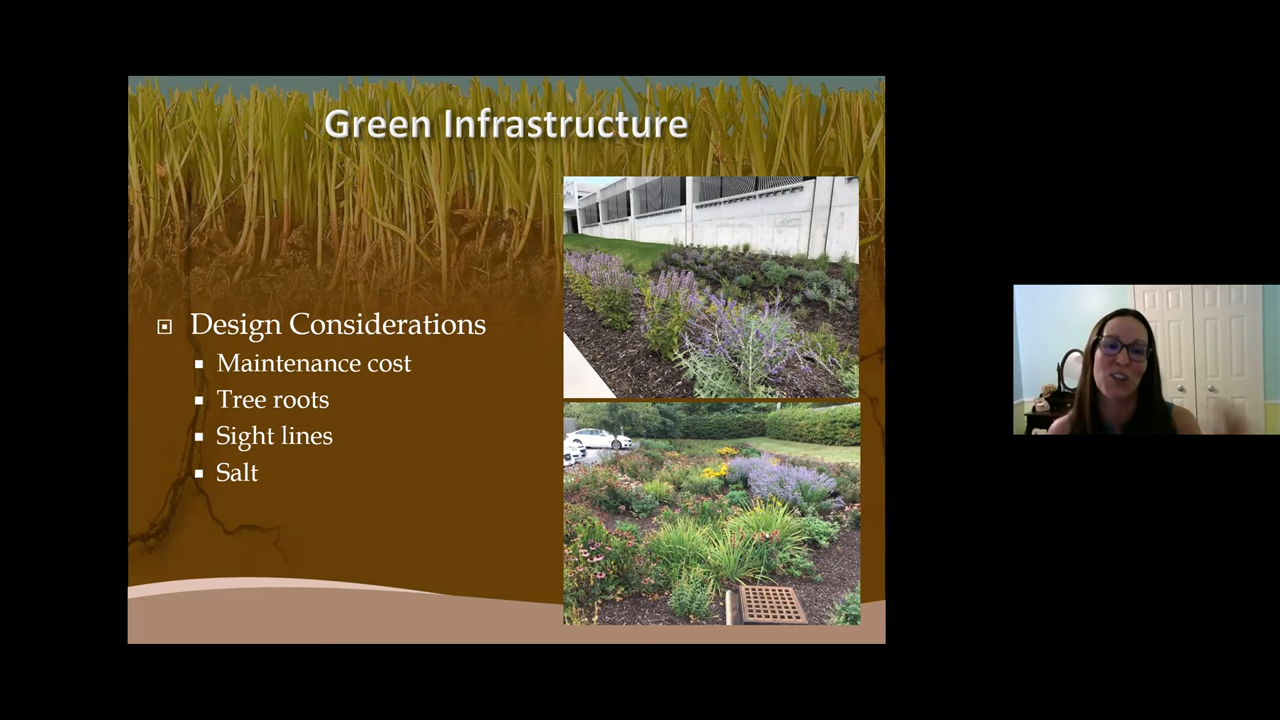 Green Infrastructure
Design Considerations
Maintenance cost
Tree roots
Sight lines
Salt